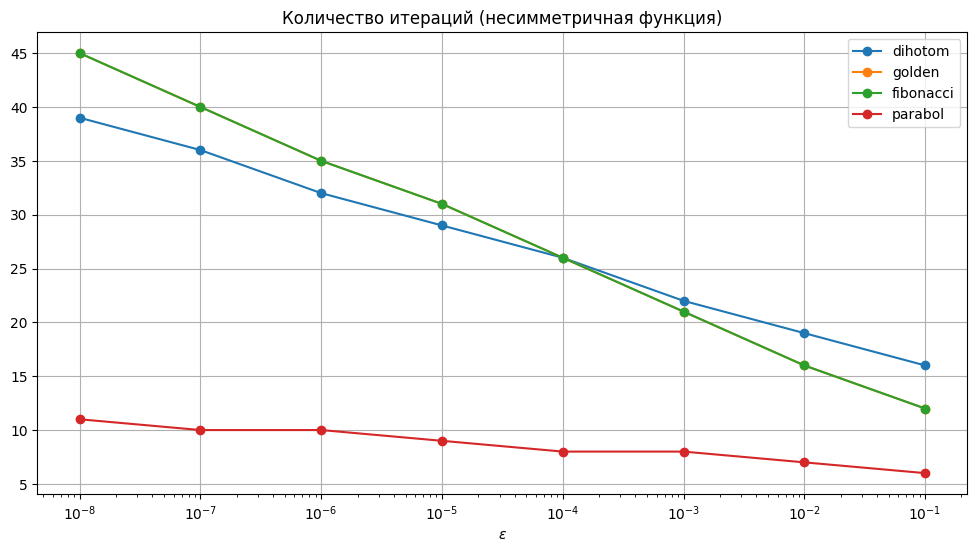 Количество итераций (несимметричная функция)
dihotom
golden
fibonacci
parabol
45
40
35
30
25
20
15
10
5
10⁻⁸ 10⁻⁷ 10⁻⁶ 10⁻⁵ 10⁻⁴ 10⁻³ 10⁻² 10⁻¹
ε